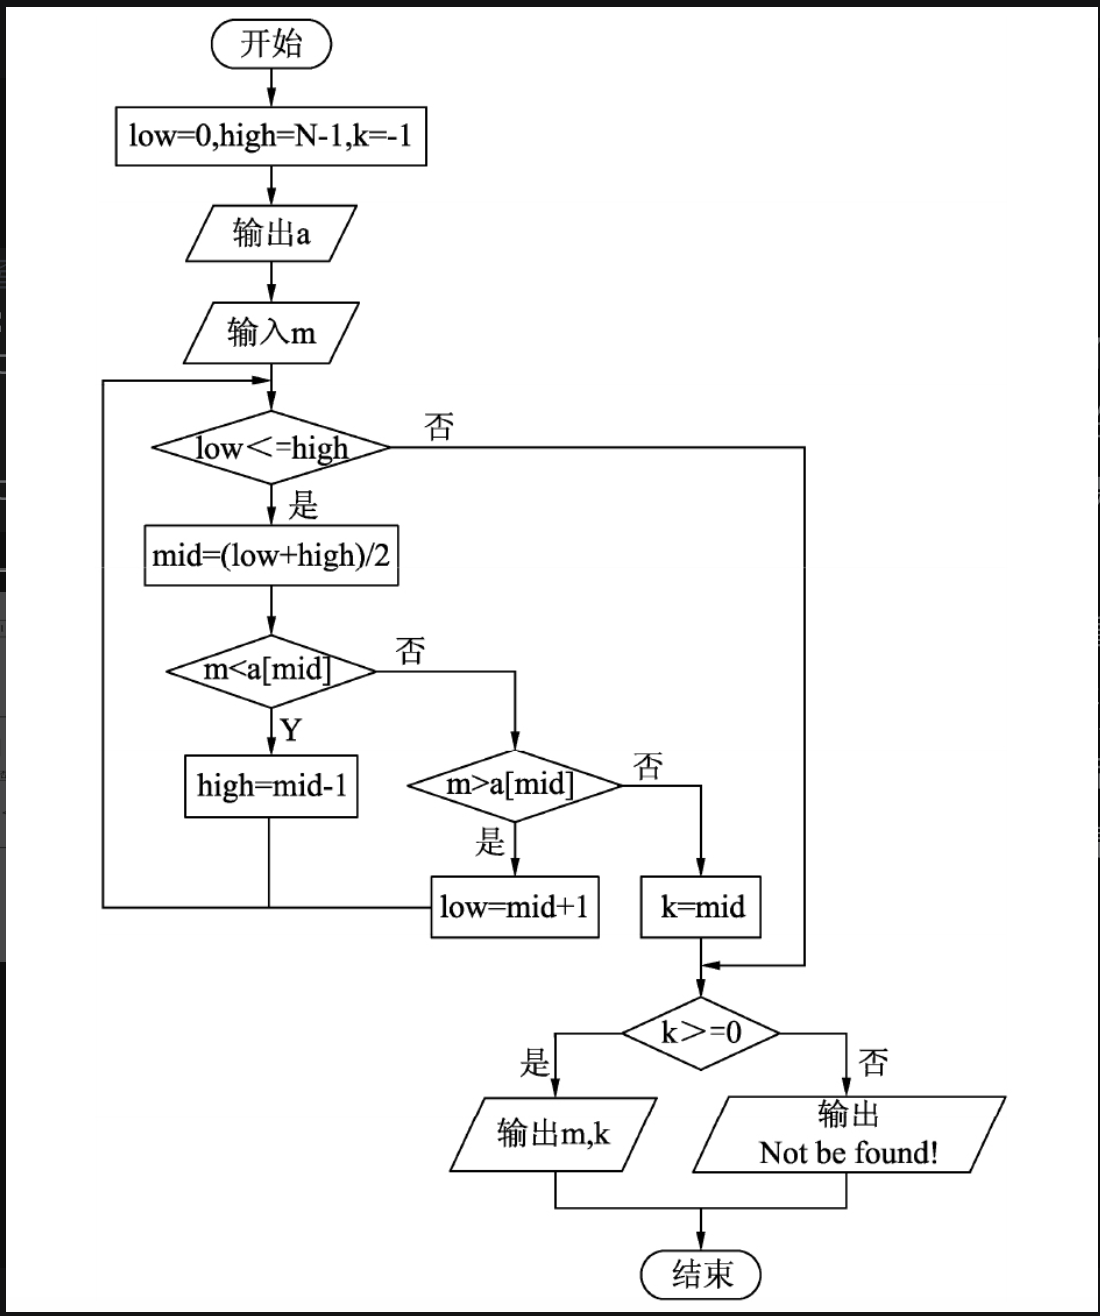 开始
low=0,high=N-1,k=-1
输出a
输入m
low<=high
否
是
mid=(low+high)/2
m<a[mid]
否
Y
high=mid-1
m>a[mid]
否
是
low=mid+1
k=mid
k>=0
是
否
输出m,k
输出
Not be found!
结束